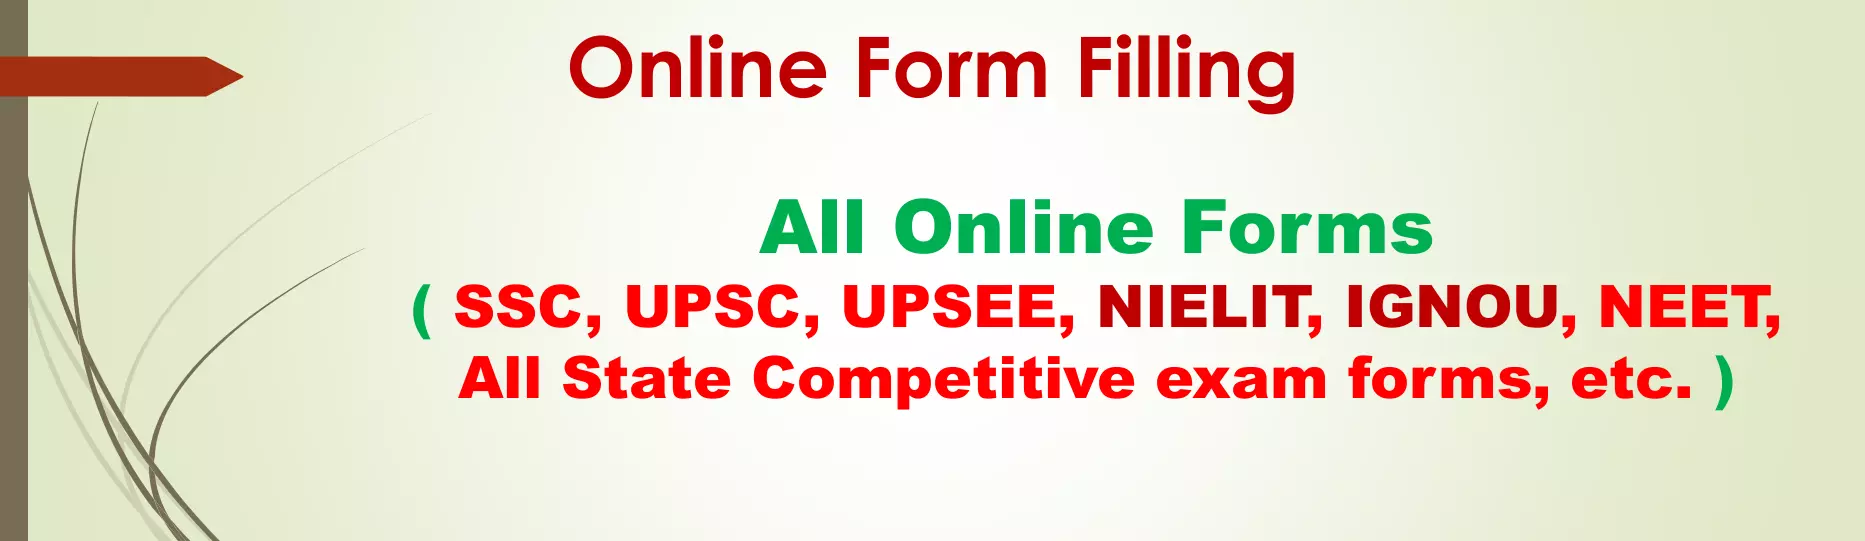 Online Form Filling
All Online Forms
( SSC, UPSC, UPSEE, NIELIT, IGNOU, NEET,
All State Competitive exam forms, etc. )